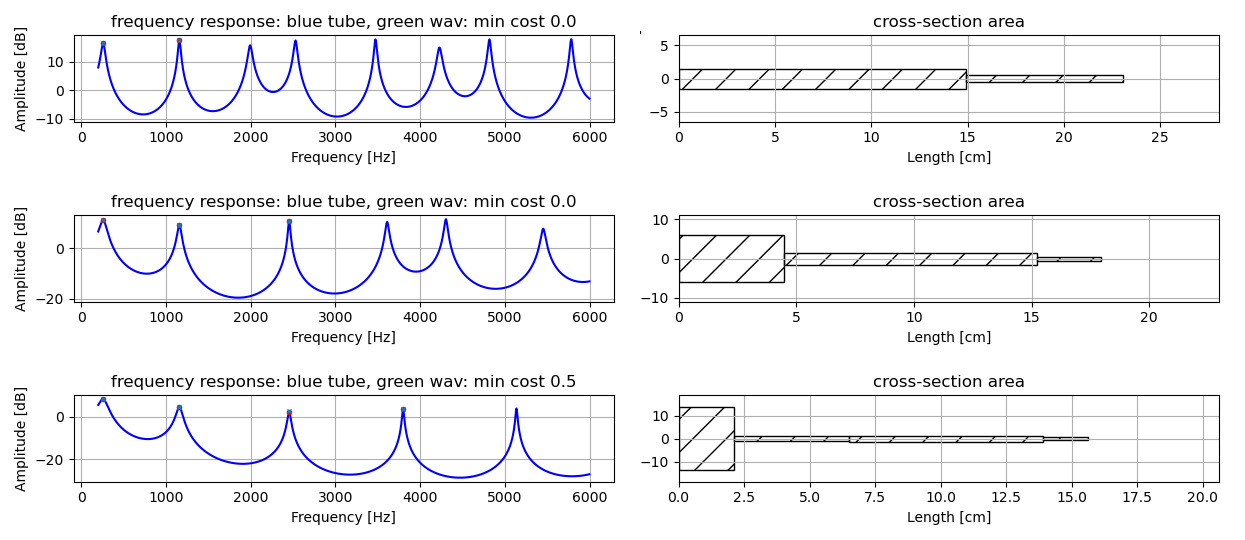 frequency response: blue tube, green wav: min cost 0.0
Amplitude [dB]
10
0
−10
0 1000 2000 3000 4000 5000 6000
Frequency [Hz]
cross-section area
5
0
−5
0 5 10 15 20 25
Length [cm]
frequency response: blue tube, green wav: min cost 0.0
Amplitude [dB]
0
−20
0 1000 2000 3000 4000 5000 6000
Frequency [Hz]
cross-section area
10
0
−10
0 5 10 15 20
Length [cm]
frequency response: blue tube, green wav: min cost 0.5
Amplitude [dB]
0
−20
0 1000 2000 3000 4000 5000 6000
Frequency [Hz]
cross-section area
10
0
−10
0.0 2.5 5.0 7.5 10.0 12.5 15.0 17.5 20.0
Length [cm]